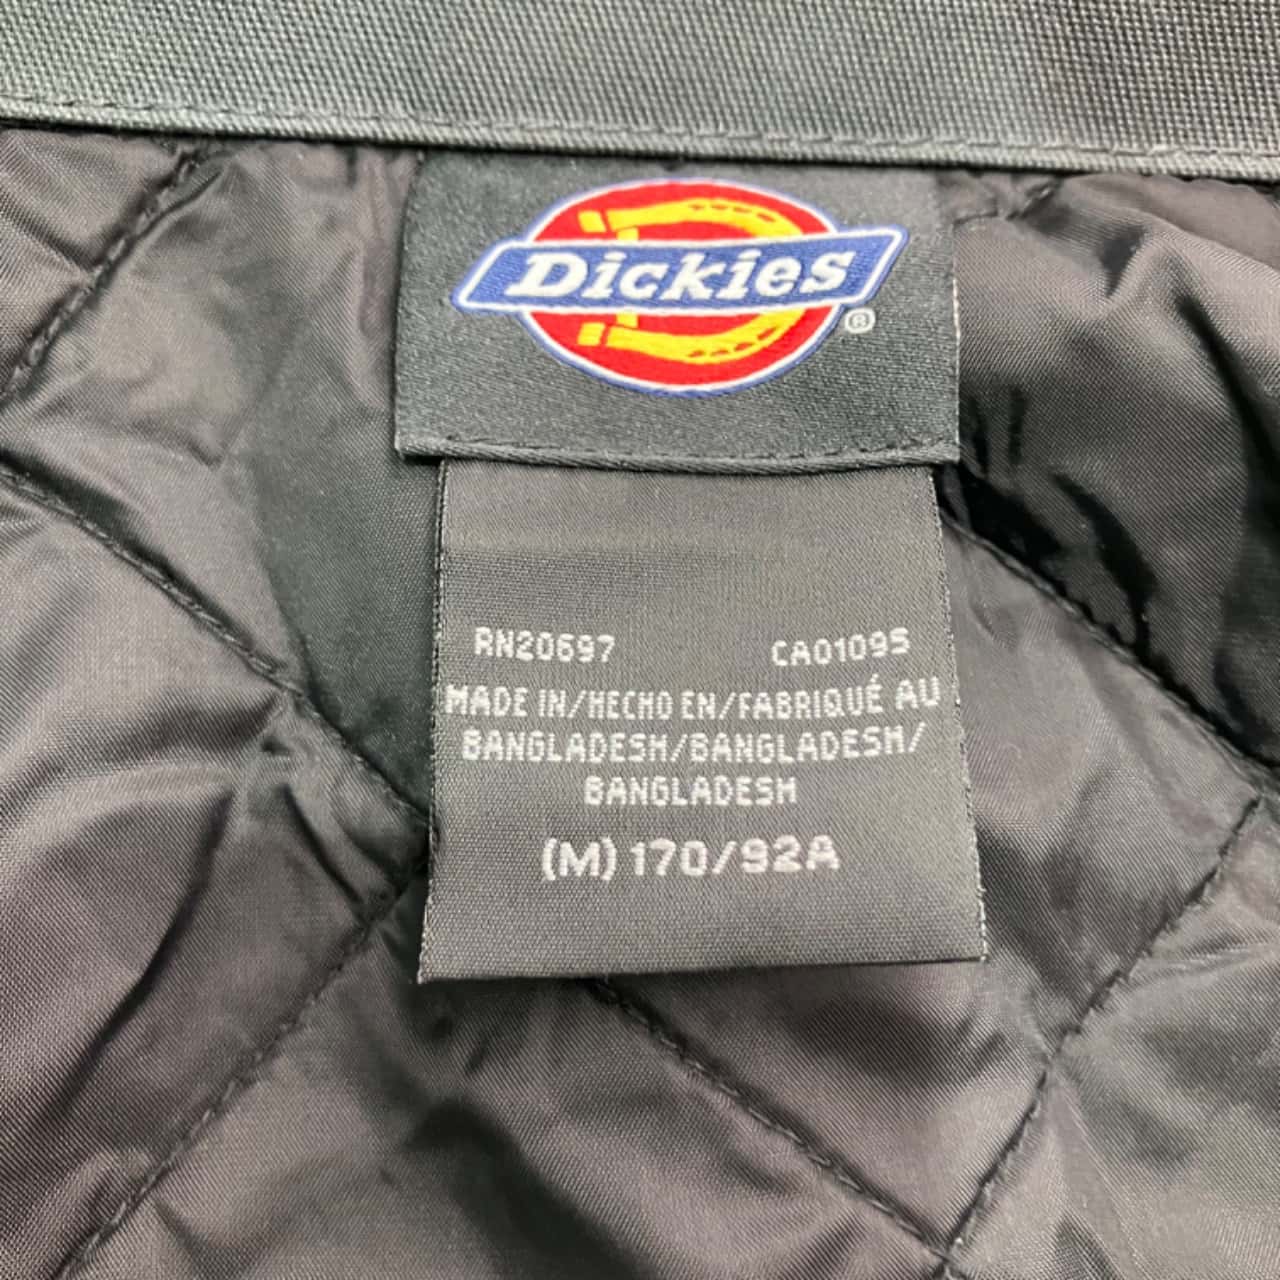 Dickies ®
RN20697 CA01095
MADE IN/HECHO EN/FABRIQUÉ AU
BANGLADESH/BANGLADESH/
BANGLADESH
(M) 170/92A